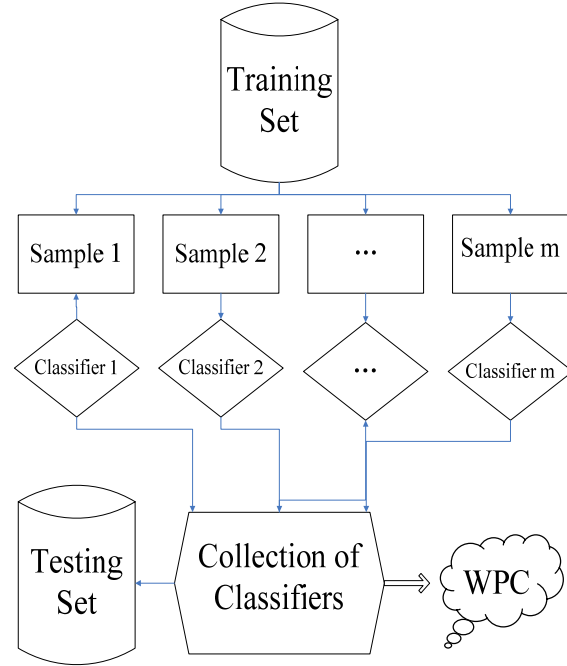 Training
Set
Sample 1
Sample 2
...
Sample m
Classifier 1
Classifier 2
...
Classifier m
Testing
Set
Collection of
Classifiers
WPC